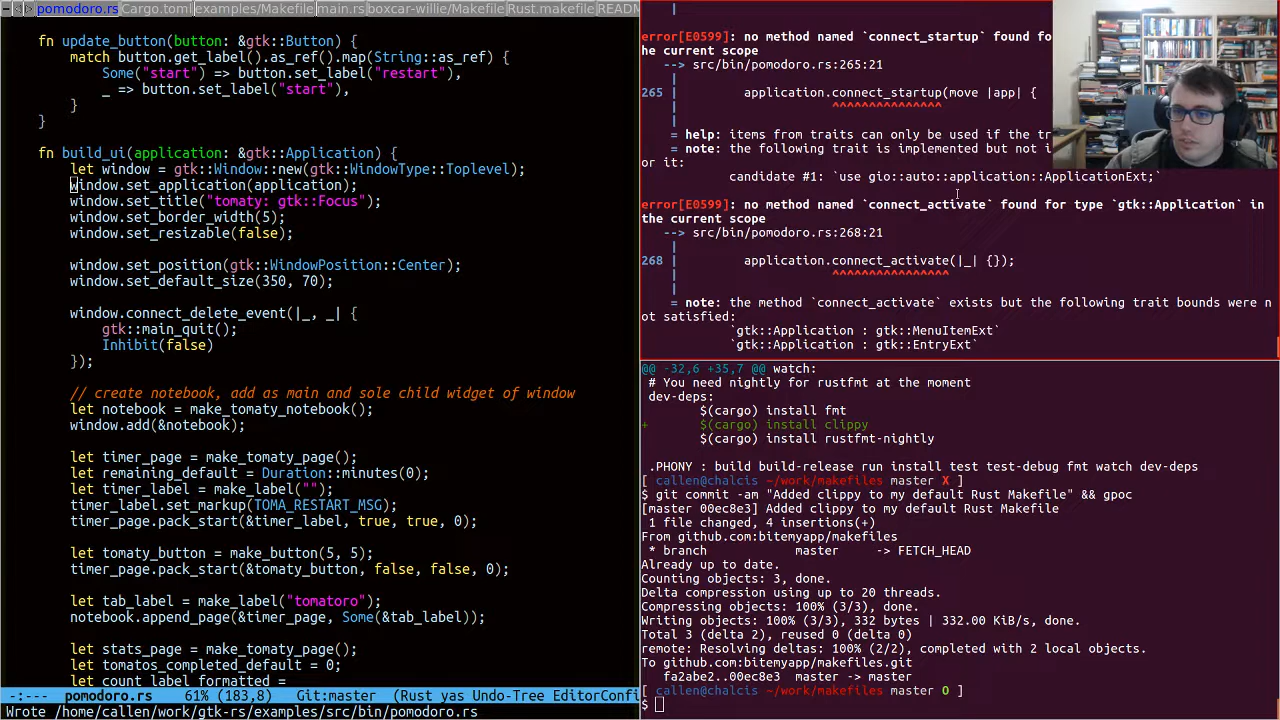 pomodoro.rs Cargo.toml examples/Makefile main.rs boxcar-willie/Makefile Rust.makefile README
fn update_button(button: &gtk::Button) {
match button.get_label().as_ref().map(String::as_ref) {
Some("start") => button.set_label("restart"),
_ => button.set_label("start"),
}
}
fn build_ui(application: &gtk::Application) {
let window = gtk::Window::new(gtk::WindowType::Toplevel);
window.set_application(application);
window.set_title("tomaty: gtk::Focus");
window.set_border_width(5);
window.set_resizable(false);
window.set_position(gtk::WindowPosition::Center);
window.set_default_size(350, 70);
window.connect_delete_event(|_, _| {
gtk::main_quit();
Inhibit(false)
});
// create notebook, add as main and sole child widget of window
let notebook = make_tomaty_notebook();
window.add(&notebook);
let timer_page = make_tomaty_page();
let remaining_default = Duration::minutes(0);
let timer_label = make_label("");
timer_label.set_markup(TOMA_RESTART_MSG);
timer_page.pack_start(&timer_label, true, true, 0);
let tomaty_button = make_button(5, 5);
timer_page.pack_start(&tomaty_button, false, false, 0);
let tab_label = make_label("tomatoro");
notebook.append_page(&timer_page, Some(&tab_label));
let stats_page = make_tomaty_page();
let tomatos_completed_default = 0;
let count_label_formatted =
-:--- pomodoro.rs 61% (183,8) Git:master (Rust yas Undo-Tree EditorConfi
Wrote /home/callen/work/gtk-rs/examples/src/bin/pomodoro.rs
|
error[E0599]: no method named `connect_startup` found fo
he current scope
--> src/bin/pomodoro.rs:265:21
|
265 | application.connect_startup(move |app| {
| ^^^^^^^^^^^^^^^
|
= help: items from traits can only be used if the tr
= note: the following trait is implemented but not i
or it:
candidate #1: `use gio::auto::application::ApplicationExt;`
error[E0599]: no method named `connect_activate` found for type `gtk::Application` in
the current scope
--> src/bin/pomodoro.rs:268:21
|
268 | application.connect_activate(|_| {});
| ^^^^^^^^^^^^^^^^
|
= note: the method `connect_activate` exists but the following trait bounds were n
ot satisfied:
`gtk::Application : gtk::MenuItemExt`
`gtk::Application : gtk::EntryExt`
@@ -32,6 +35,7 @@ watch:
# You need nightly for rustfmt at the moment
dev-deps:
$(cargo) install fmt
+ $(cargo) install clippy
$(cargo) install rustfmt-nightly
.PHONY : build build-release run install test test-debug fmt watch dev-deps
[ callen@chalcis ~/work/makefiles master X ]
$ git commit -am "Added clippy to my default Rust Makefile" && gpoc
[master 00ec8e3] Added clippy to my default Rust Makefile
1 file changed, 4 insertions(+)
From github.com:bitemyapp/makefiles
* branch master -> FETCH_HEAD
Already up to date.
Counting objects: 3, done.
Delta compression using up to 20 threads.
Compressing objects: 100% (3/3), done.
Writing objects: 100% (3/3), 332 bytes | 332.00 KiB/s, done.
Total 3 (delta 2), reused 0 (delta 0)
remote: Resolving deltas: 100% (2/2), completed with 2 local objects.
To github.com:bitemyapp/makefiles.git
fa2abe2..00ec8e3 master -> master
[ callen@chalcis ~/work/makefiles master O ]
$